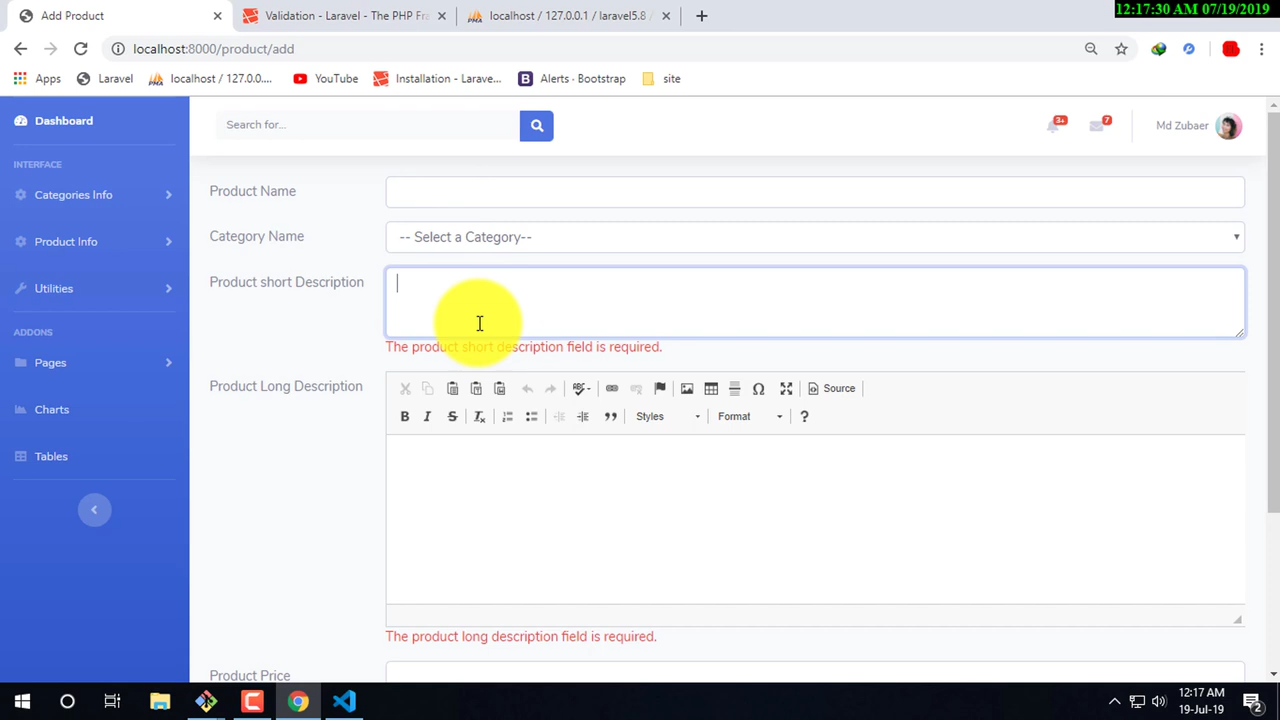 12:17:30 AM 07/19/2019
Add Product
Validation - Laravel - The PHP Fra
localhost / 127.0.0.1 / laravel5.8 /
localhost:8000/product/add
Apps
Laravel
localhost / 127.0.0....
YouTube
Installation - Larave...
Alerts · Bootstrap
site
Dashboard
Search for...
3+
7
Md Zubaer
INTERFACE
Categories Info
Product Info
Utilities
ADDONS
Pages
Charts
Tables
Product Name
Category Name
-- Select a Category--
Product short Description
The product short description field is required.
Product Long Description
Source
Styles
Format
The product long description field is required.
Product Price
12:17 AM
19-Jul-19
2